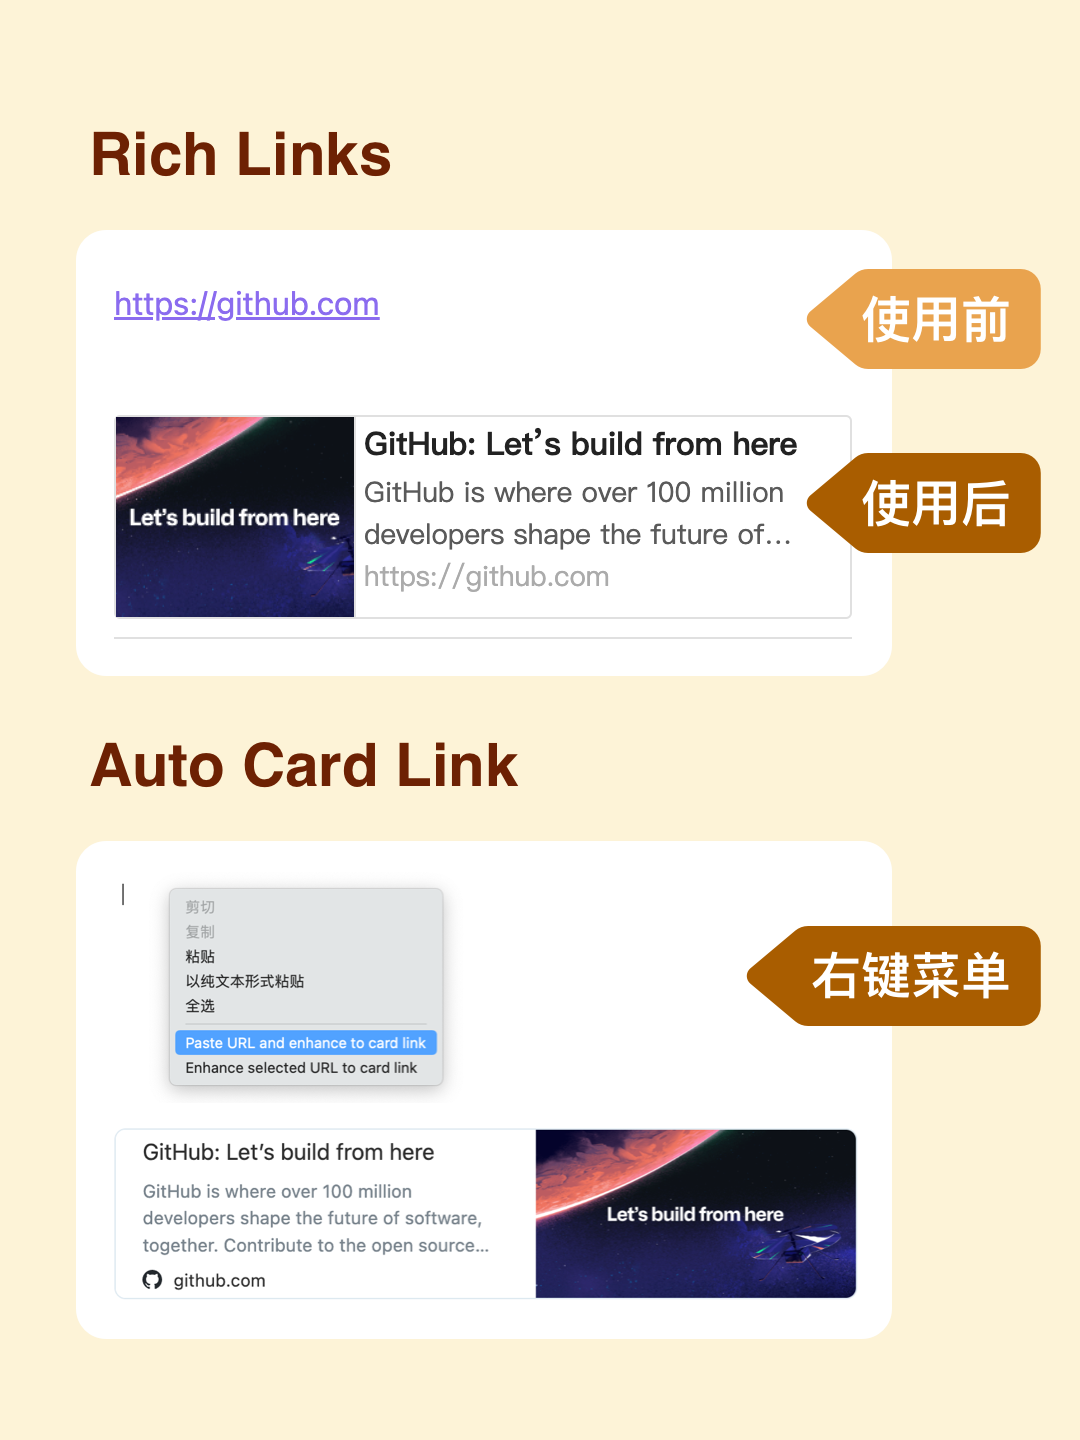 Rich Links
https://github.com
使用前
Let's build from here
GitHub: Let's build from here
GitHub is where over 100 million
developers shape the future of...
https://github.com
使用后
Auto Card Link
剪切
复制
粘贴
以纯文本形式粘贴
全选
Paste URL and enhance to card link
Enhance selected URL to card link
右键菜单
GitHub: Let's build from here
GitHub is where over 100 million
developers shape the future of software,
together. Contribute to the open source...
github.com
Let's build from here